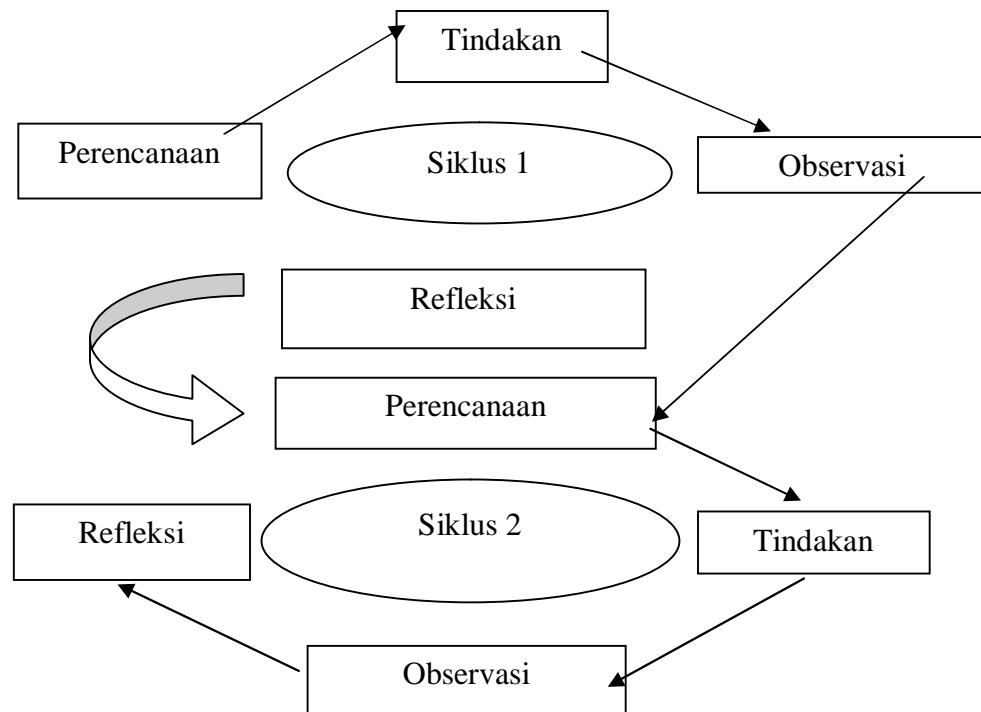 Tindakan
Perencanaan
Siklus 1
Observasi
Refleksi
Perencanaan
Siklus 2
Refleksi
Tindakan
Observasi